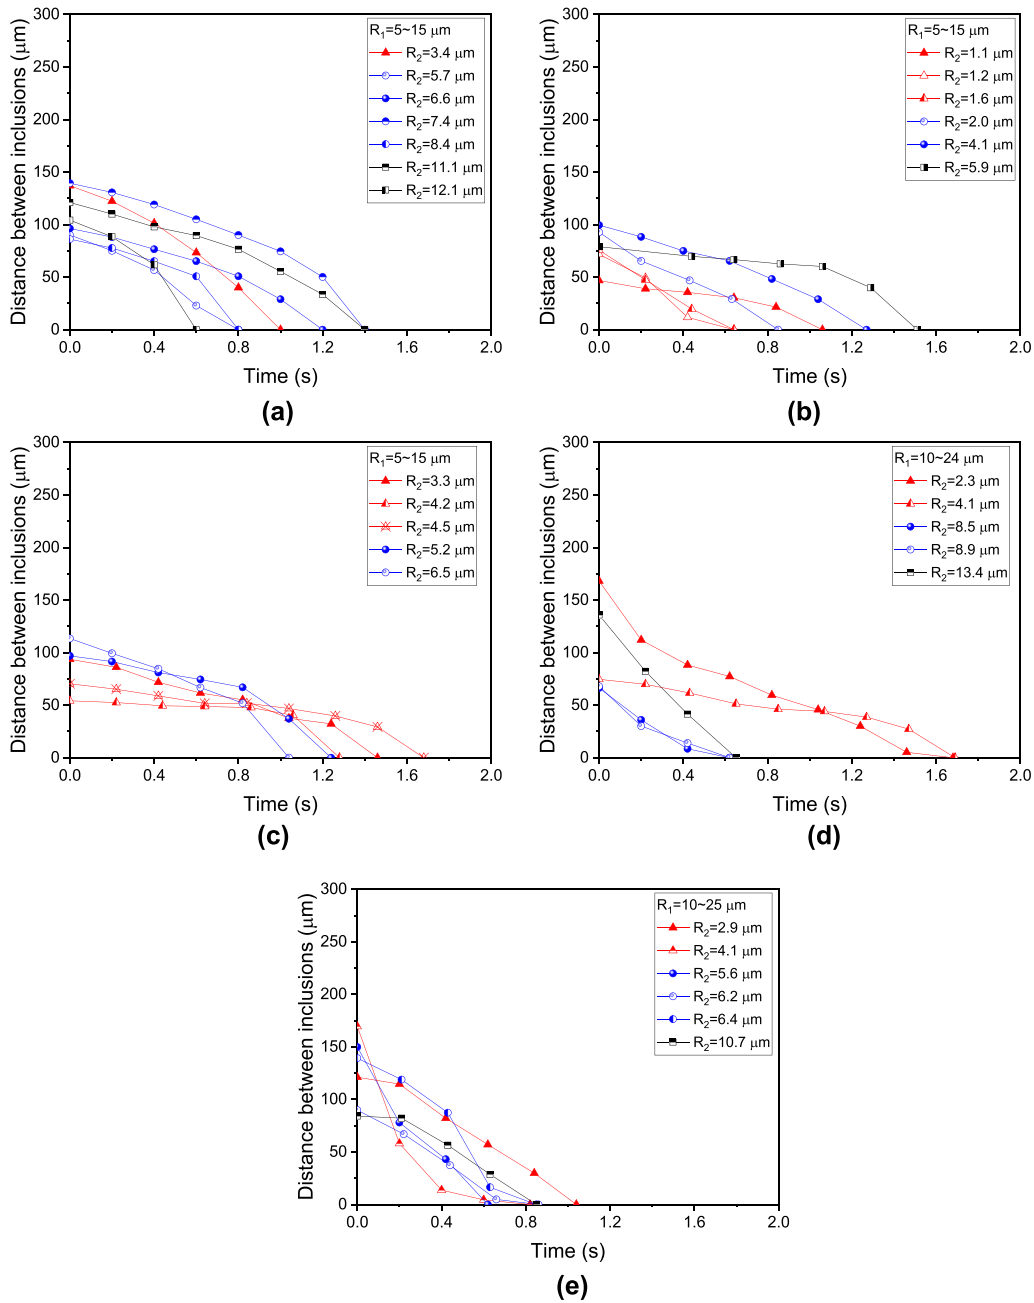 300
250
200
150
100
50
0
Distance between inclusions (μm)
0.0 0.4 0.8 1.2 1.6 2.0
Time (s)
R₁=5~15 μm
R₂=3.4 μm
R₂=5.7 μm
R₂=6.6 μm
R₂=7.4 μm
R₂=8.4 μm
R₂=11.1 μm
R₂=12.1 μm
(a)
300
250
200
150
100
50
0
Distance between inclusions (μm)
0.0 0.4 0.8 1.2 1.6 2.0
Time (s)
R₁=5~15 μm
R₂=1.1 μm
R₂=1.2 μm
R₂=1.6 μm
R₂=2.0 μm
R₂=4.1 μm
R₂=5.9 μm
(b)
300
250
200
150
100
50
0
Distance between inclusions (μm)
0.0 0.4 0.8 1.2 1.6 2.0
Time (s)
R₁=5~15 μm
R₂=3.3 μm
R₂=4.2 μm
R₂=4.5 μm
R₂=5.2 μm
R₂=6.5 μm
(c)
300
250
200
150
100
50
0
Distance between inclusions (μm)
0.0 0.4 0.8 1.2 1.6 2.0
Time (s)
R₁=10~24 μm
R₂=2.3 μm
R₂=4.1 μm
R₂=8.5 μm
R₂=8.9 μm
R₂=13.4 μm
(d)
300
250
200
150
100
50
0
Distance between inclusions (μm)
0.0 0.4 0.8 1.2 1.6 2.0
Time (s)
R₁=10~25 μm
R₂=2.9 μm
R₂=4.1 μm
R₂=5.6 μm
R₂=6.2 μm
R₂=6.4 μm
R₂=10.7 μm
(e)